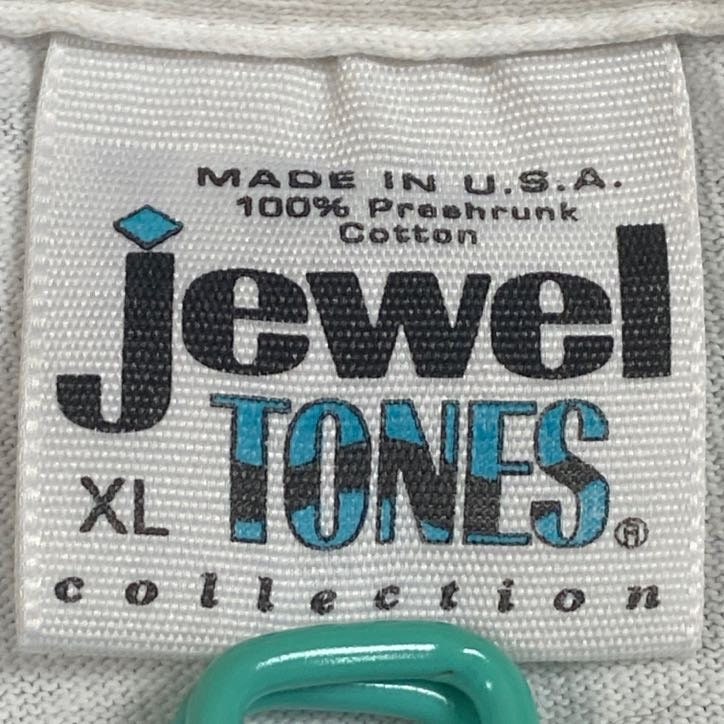 MADE IN U.S.A.
100% Preshrunk
Cotton
jewel
XL TONES®
collection